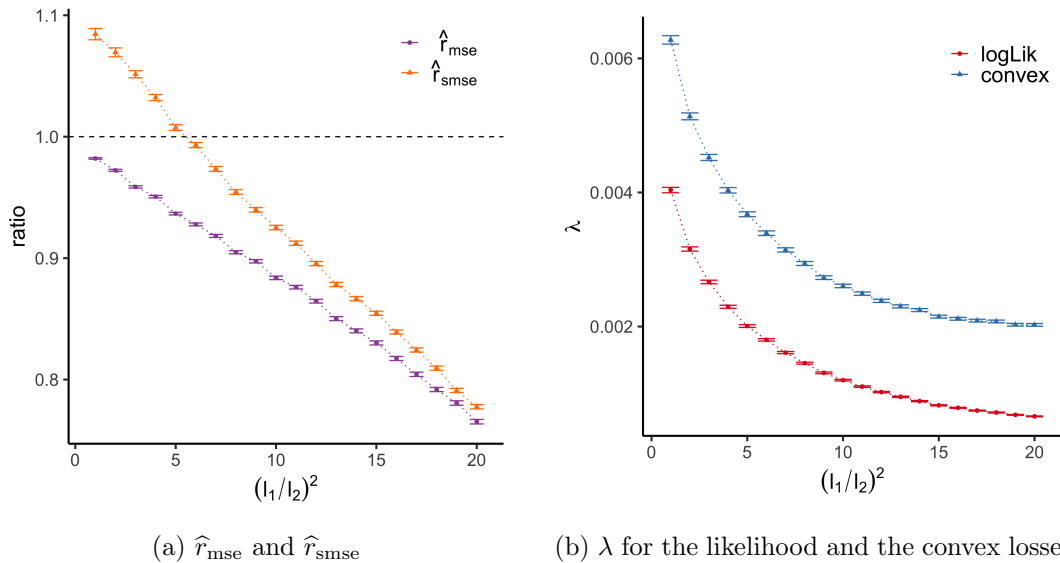 1.1
1.0
0.9
0.8
ratio
r̂mse
r̂smse
0 5 10 15 20
(l₁/l₂)²
0.006
0.004
0.002
λ
logLik
convex
0 5 10 15 20
(l₁/l₂)²
(a) r̂mse and r̂smse
(b) λ for the likelihood and the convex losse